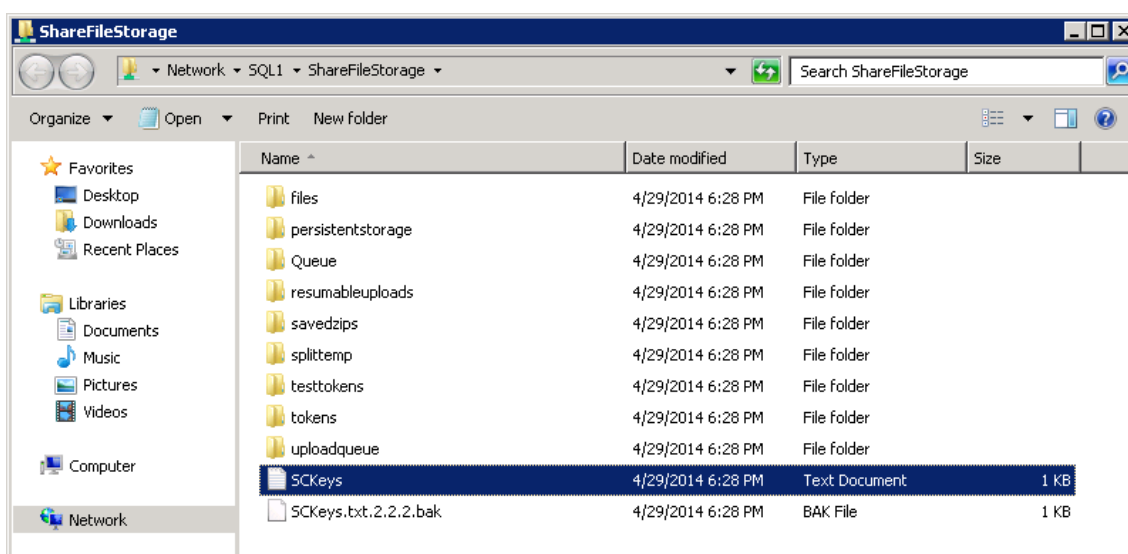 ShareFileStorage
Network SQL1 ShareFileStorage Search ShareFileStorage
Organize Open Print New folder
Favorites
Desktop
Downloads
Recent Places
Libraries
Documents
Music
Pictures
Videos
Computer
Network
Name Date modified Type Size
files 4/29/2014 6:28 PM File folder
persistentstorage 4/29/2014 6:28 PM File folder
Queue 4/29/2014 6:28 PM File folder
resumableuploads 4/29/2014 6:28 PM File folder
savedzips 4/29/2014 6:28 PM File folder
splittemp 4/29/2014 6:28 PM File folder
testtokens 4/29/2014 6:28 PM File folder
tokens 4/29/2014 6:28 PM File folder
uploadqueue 4/29/2014 6:28 PM File folder
SCKeys 4/29/2014 6:28 PM Text Document 1 KB
SCKeys.txt.2.2.2.bak 4/29/2014 6:28 PM BAK File 1 KB